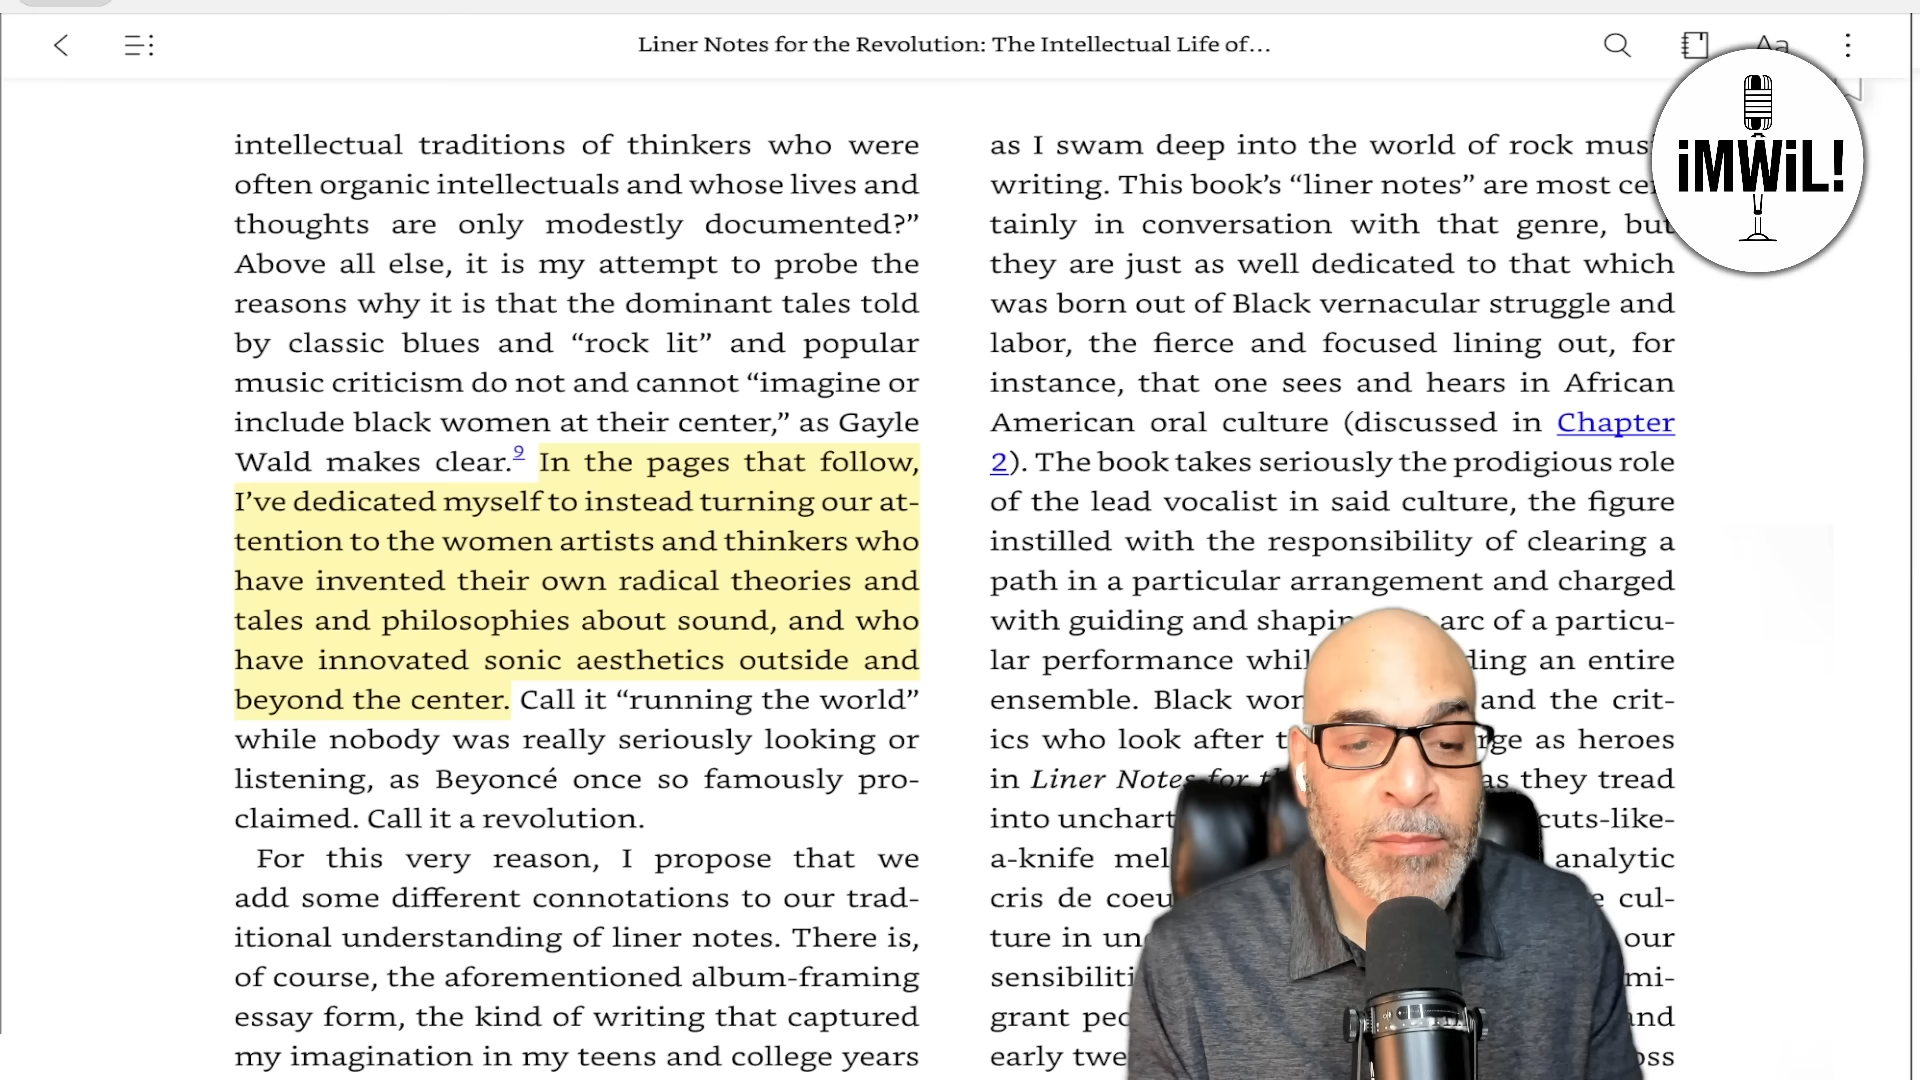 Liner Notes for the Revolution: The Intellectual Life of...
Aa
iMWiL!
intellectual traditions of thinkers who were
often organic intellectuals and whose lives and
thoughts are only modestly documented?”
Above all else, it is my attempt to probe the
reasons why it is that the dominant tales told
by classic blues and “rock lit” and popular
music criticism do not and cannot “imagine or
include black women at their center,” as Gayle
Wald makes clear.9 In the pages that follow,
I’ve dedicated myself to instead turning our at-
tention to the women artists and thinkers who
have invented their own radical theories and
tales and philosophies about sound, and who
have innovated sonic aesthetics outside and
beyond the center. Call it “running the world”
while nobody was really seriously looking or
listening, as Beyoncé once so famously pro-
claimed. Call it a revolution.
For this very reason, I propose that we
add some different connotations to our trad-
itional understanding of liner notes. There is,
of course, the aforementioned album-framing
essay form, the kind of writing that captured
my imagination in my teens and college years
as I swam deep into the world of rock
writing. This book’s “liner notes” are most
tainly in conversation with that genre, but
they are just as well dedicated to that which
was born out of Black vernacular struggle and
labor, the fierce and focused lining out, for
instance, that one sees and hears in African
American oral culture (discussed in Chapter
2). The book takes seriously the prodigious role
of the lead vocalist in said culture, the figure
instilled with the responsibility of clearing a
path in a particular arrangement and charged
with guiding and arc of a particu-
lar performance an entire
ensemble. Black and the crit-
ics who look after as heroes
in Liner Notes for as they tread
into cuts-like-
a-knife analytic
cris de cul-
ture in our
sensibiliti mi-
grant and
early